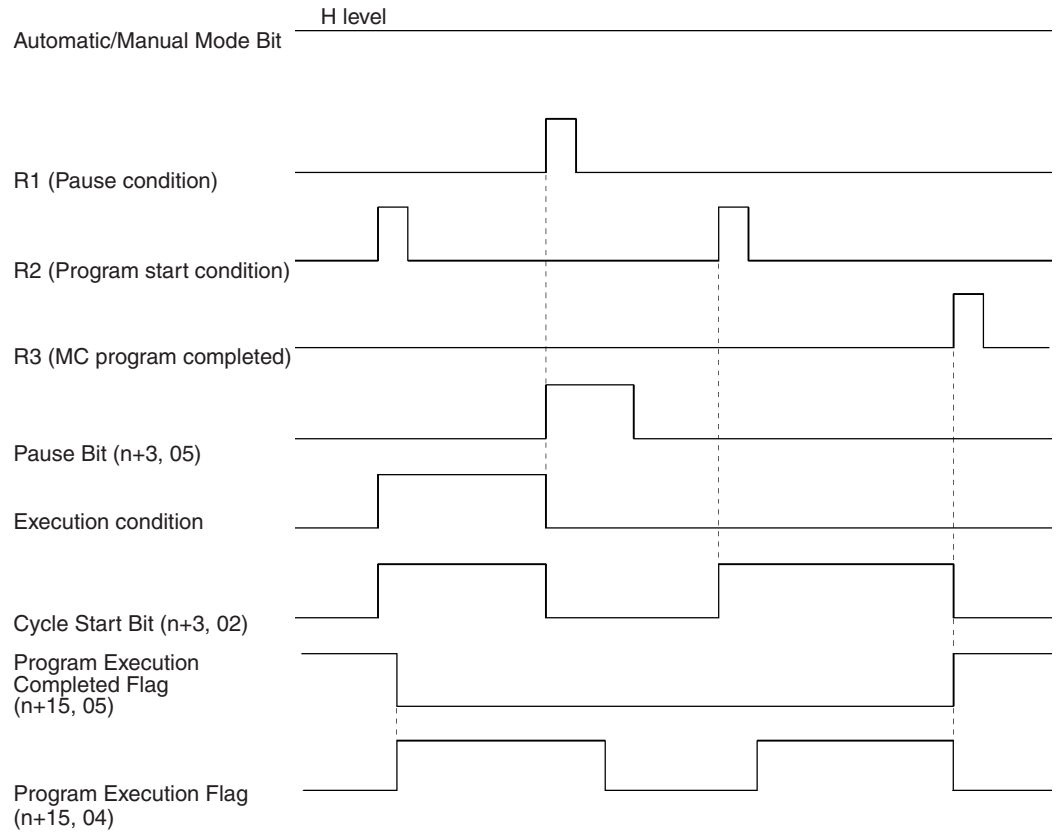 H level
Automatic/Manual Mode Bit
R1 (Pause condition)
R2 (Program start condition)
R3 (MC program completed)
Pause Bit (n+3, 05)
Execution condition
Cycle Start Bit (n+3, 02)
Program Execution
Completed Flag
(n+15, 05)
Program Execution Flag
(n+15, 04)